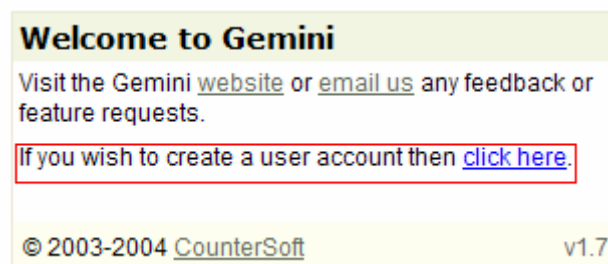 Welcome to Gemini
Visit the Gemini website or email us any feedback or
feature requests.
If you wish to create a user account then click here.
© 2003-2004 CounterSoft v1.7